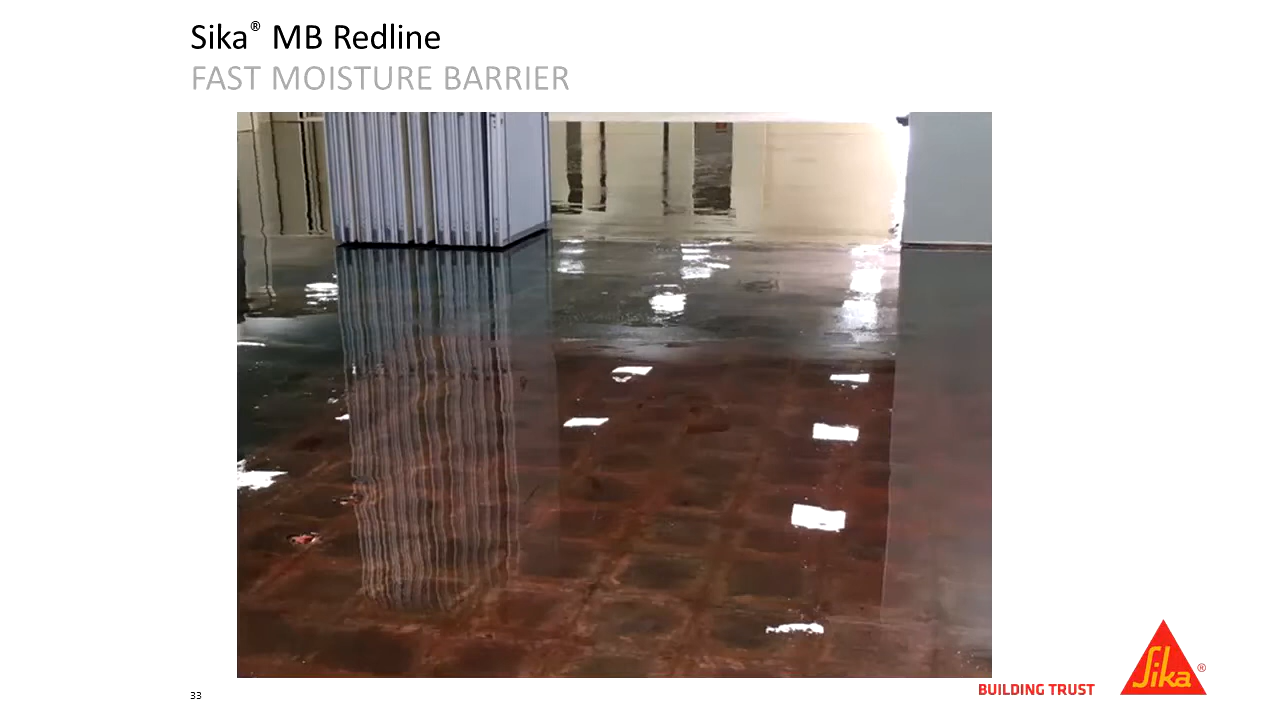 Sika® MB Redline
FAST MOISTURE BARRIER
33
BUILDING TRUST
Sika®